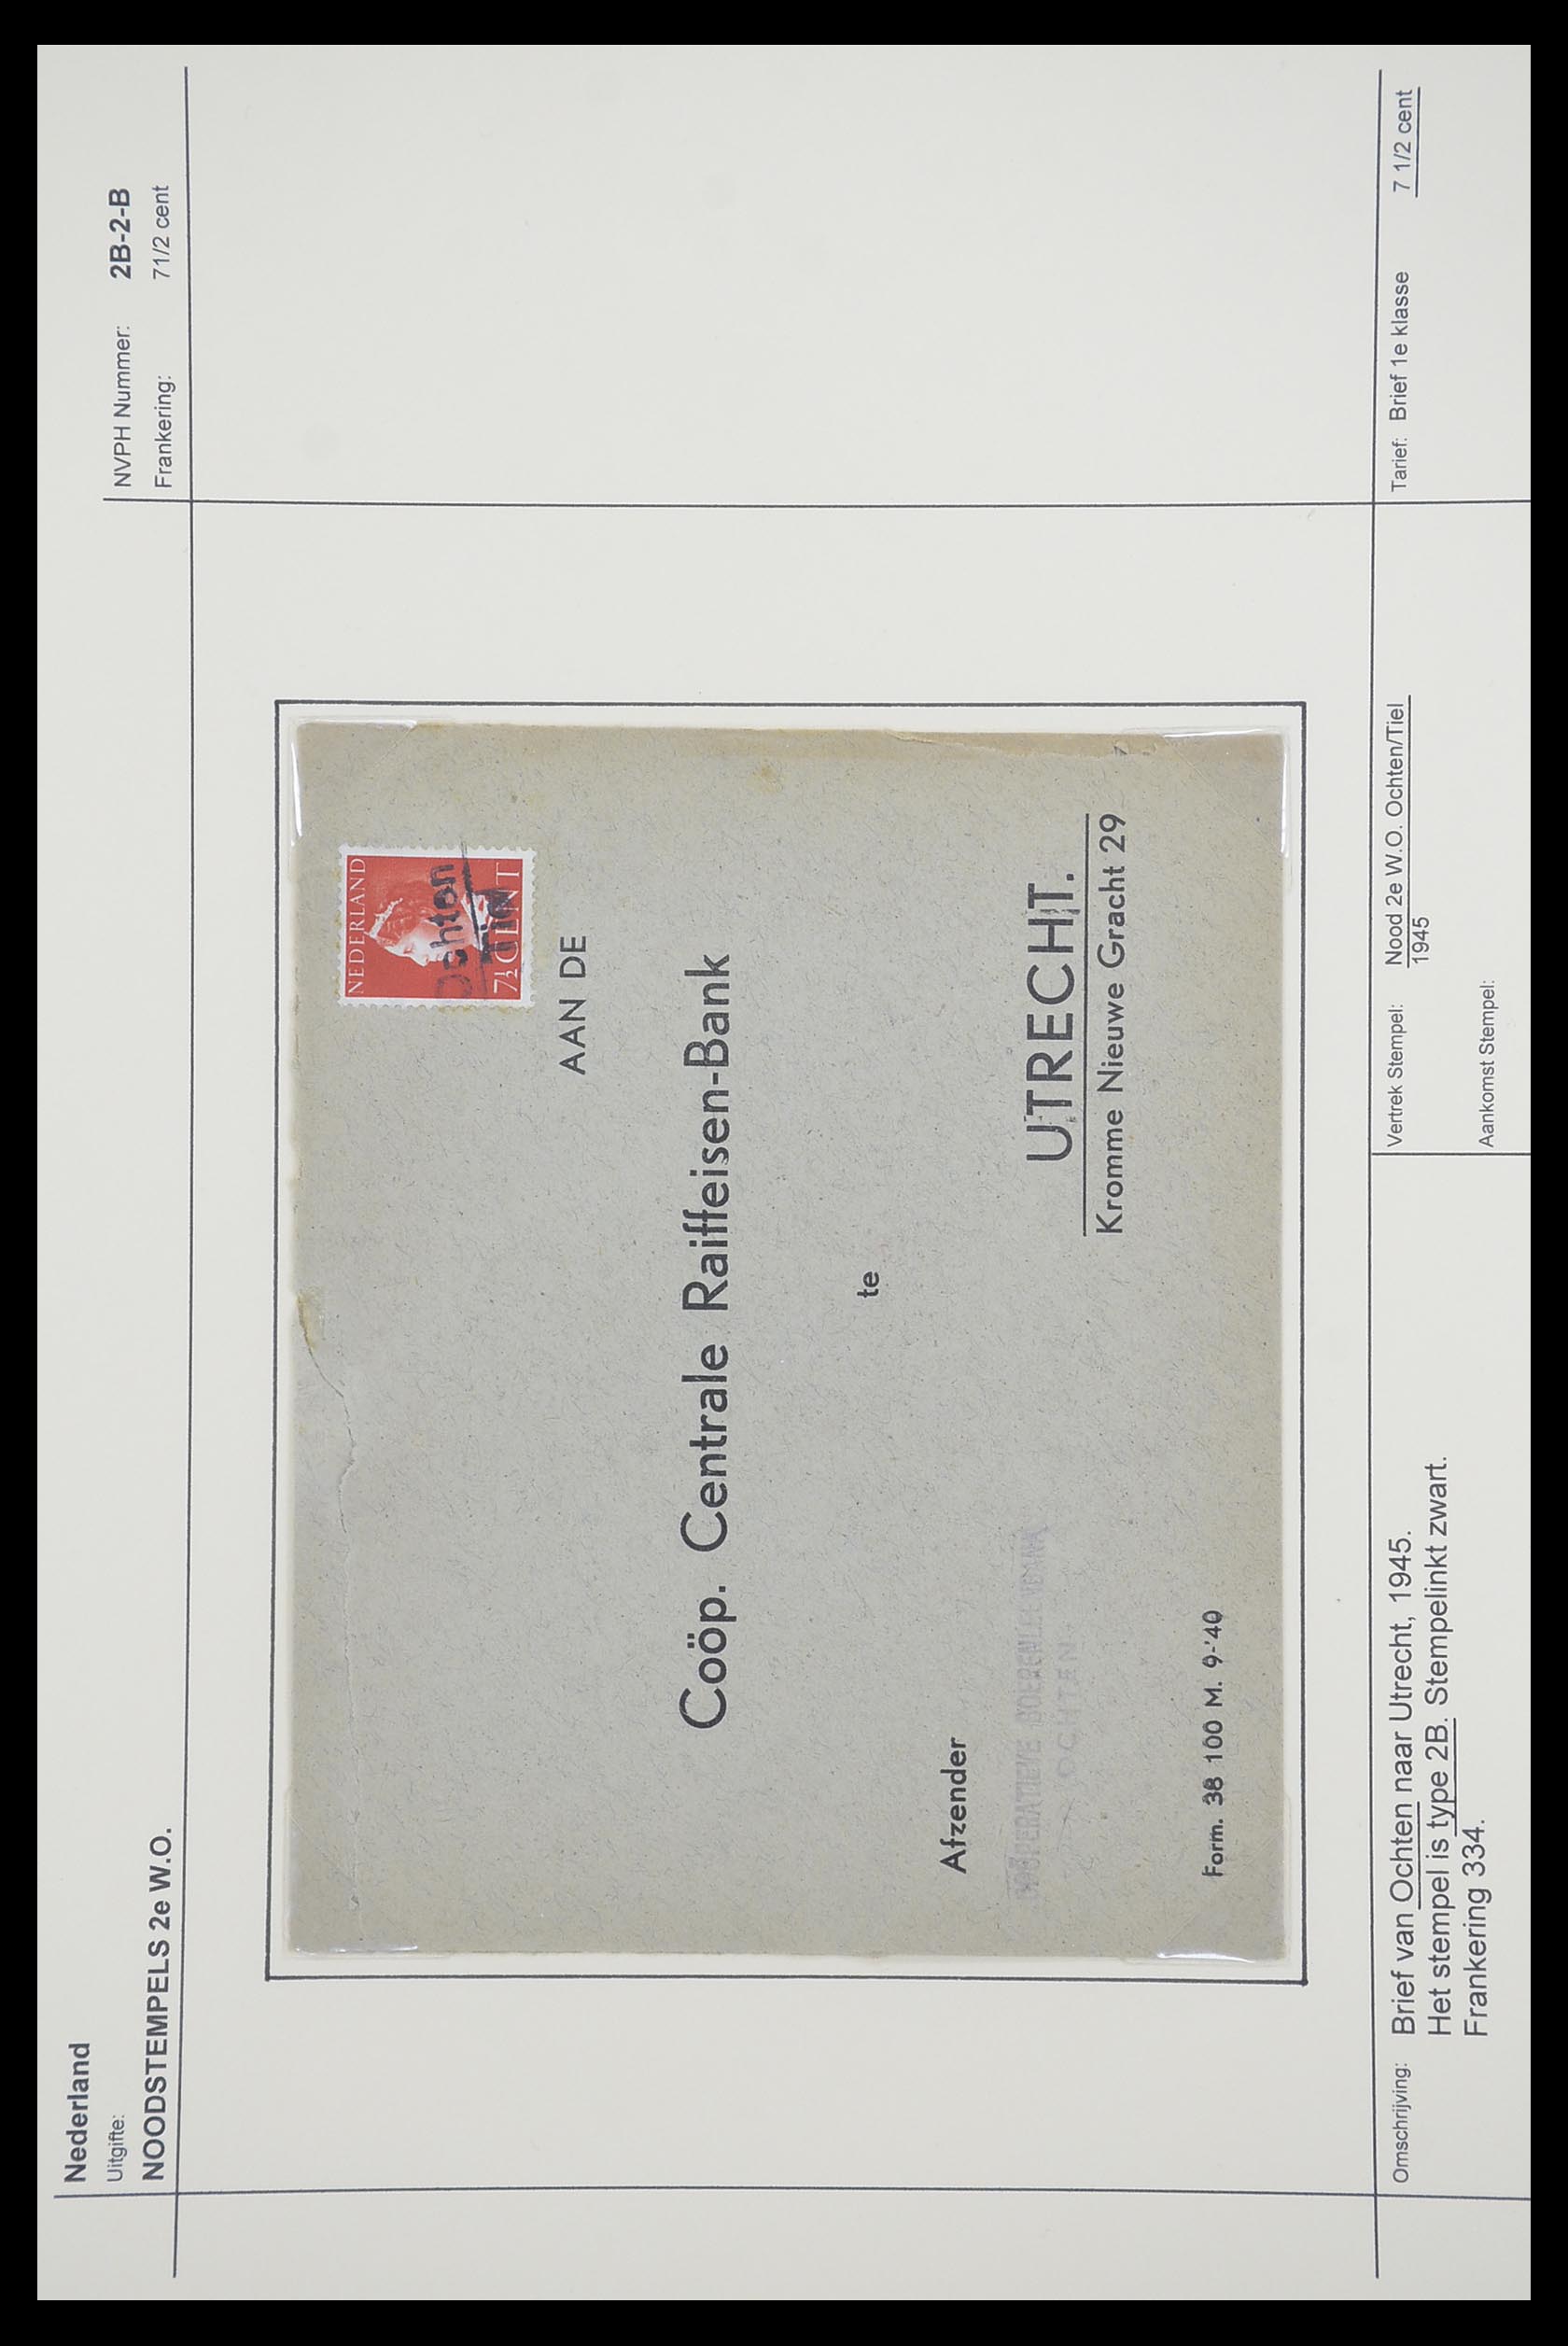 Nederland
Uitgifte:
NOODSTEMPELS 2e W.O.
NVPH Nummer: 2B-2-B
Frankering: 71/2 cent
NEDERLAND
7½ CENT
Ochten
Tiel
AAN DE
Coöp. Centrale Raiffeisen-Bank
te
UTRECHT.
Kromme Nieuwe Gracht 29
Afzender
COÖPERATIEVE BOERENLEENBANK
OCHTEN
Form. 38 100 M. 9-'40
Omschrijving: Brief van Ochten naar Utrecht, 1945.
Het stempel is type 2B. Stempelinkt zwart.
Frankering 334.
Vertrek Stempel: Nood 2e W.O. Ochten/Tiel
1945
Aankomst Stempel:
Tarief: Brief 1e klasse 7 1/2 cent